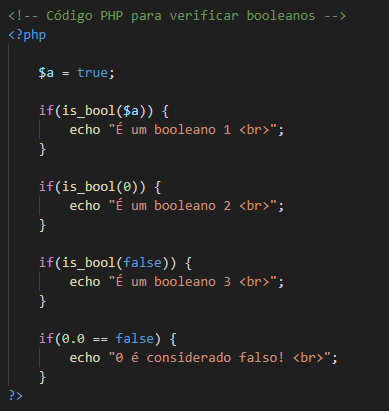 <!-- Código PHP para verificar booleanos -->
<?php
$a = true;
if(is_bool($a)) {
echo "É um booleano 1 <br>";
}
if(is_bool(0)) {
echo "É um booleano 2 <br>";
}
if(is_bool(false)) {
echo "É um booleano 3 <br>";
}
if(0.0 == false) {
echo "0 é considerado falso! <br>";
}
?>